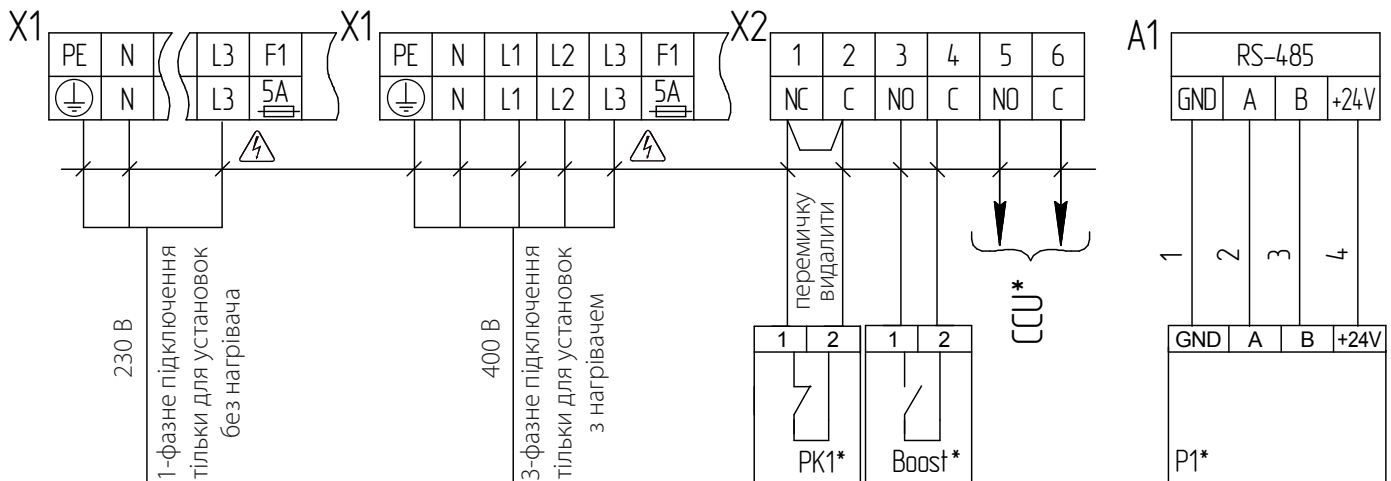 X1
PE N L3 F1
N L3 5A
230 В
1-фазне підключення
тільки для установок
без нагрівача
X1
PE N L1 L2 L3 F1
N L1 L2 L3 5A
400 В
3-фазне підключення
тільки для установок
з нагрівачем
X2
1 2 3 4 5 6
NC C NO C NO C
перемичку
видалити
1 2
PK1*
1 2
Boost*
CCU*
A1
RS-485
GND A B +24V
1 2 3 4
GND A B +24V
P1*